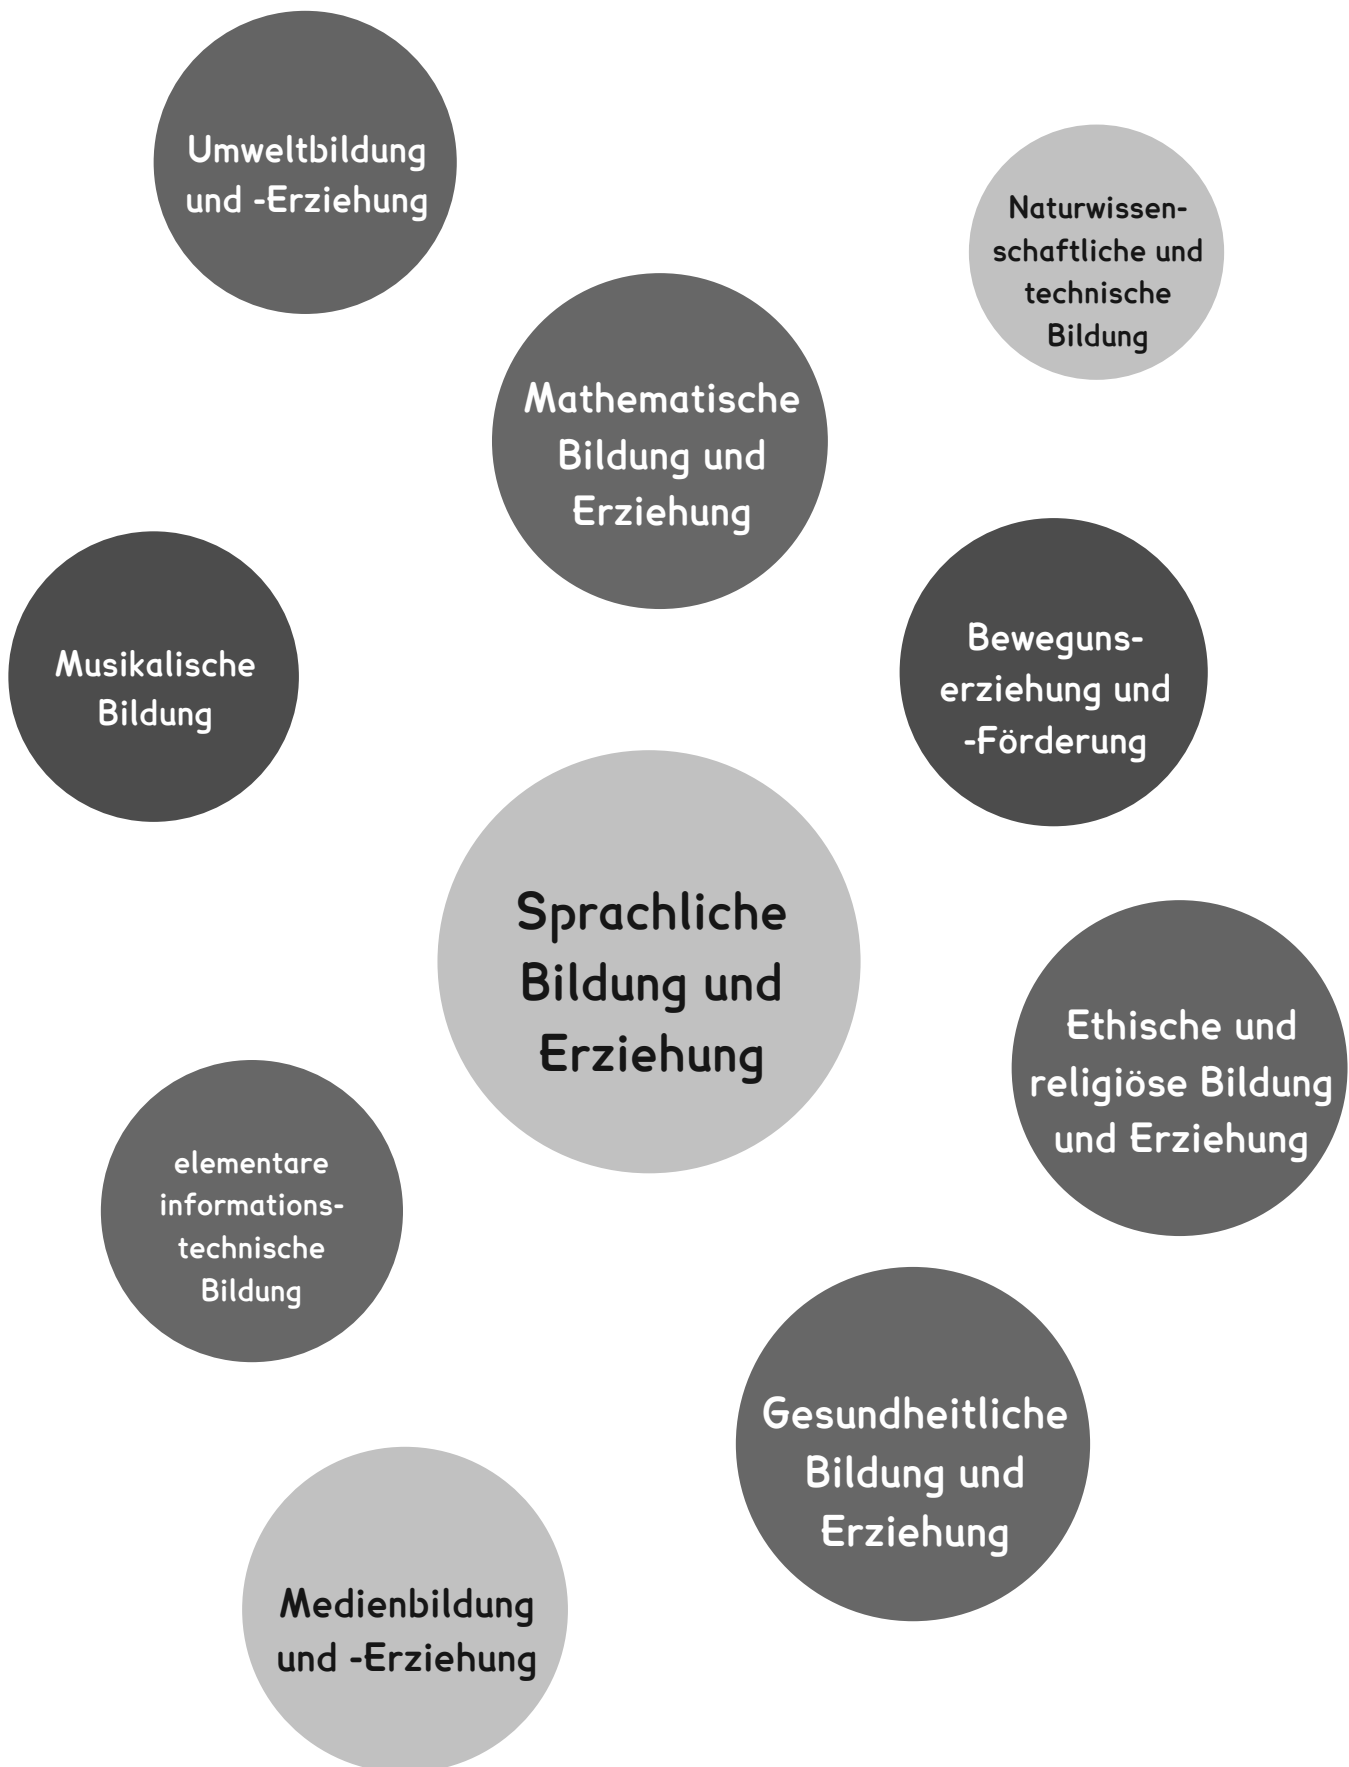 Umweltbildung
und -Erziehung
Naturwissen-
schaftliche und
technische
Bildung
Mathematische
Bildung und
Erziehung
Musikalische
Bildung
Beweguns-
erziehung und
-Förderung
Sprachliche
Bildung und
Erziehung
Ethische und
religiöse Bildung
und Erziehung
elementare
informations-
technische
Bildung
Gesundheitliche
Bildung und
Erziehung
Medienbildung
und -Erziehung